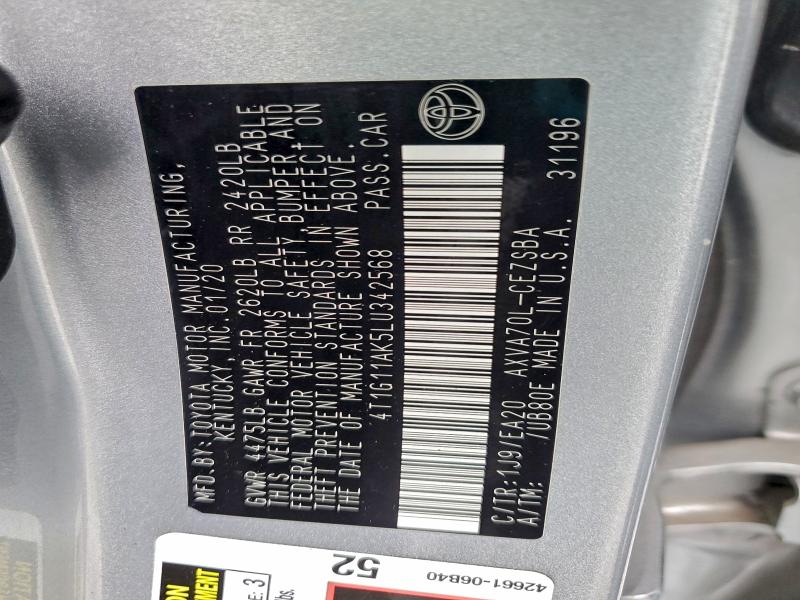 MFD.BY:TOYOTA MOTOR MANUFACTURING,
KENTUCKY, INC.01/20
GVWR 4475LB GAWR FR 2620LB RR 2420LB
THIS VEHICLE CONFORMS TO ALL APPLICABLE
FEDERAL MOTOR VEHICLE SAFETY, BUMPER, AND
THEFT PREVENTION STANDARDS IN EFFECT ON
THE DATE OF MANUFACTURE SHOWN ABOVE.
4T1G11AK5LU342568 PASS.CAR
C/TR:1J9/EA20 AXVA70L-CEZSBA
A/TM: /UB80E MADE IN U.S.A. 31196
52
42661-06B40
E: 3